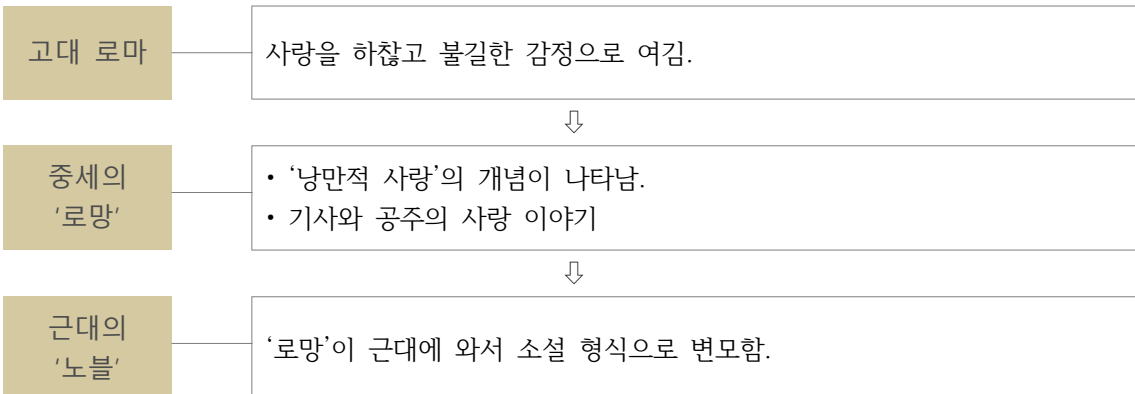 고대 로마
사랑을 하찮고 불길한 감정으로 여김.
⇩
중세의
‘로망’
• ‘낭만적 사랑’의 개념이 나타남.
• 기사와 공주의 사랑 이야기
⇩
근대의
‘노블’
‘로망’이 근대에 와서 소설 형식으로 변모함.